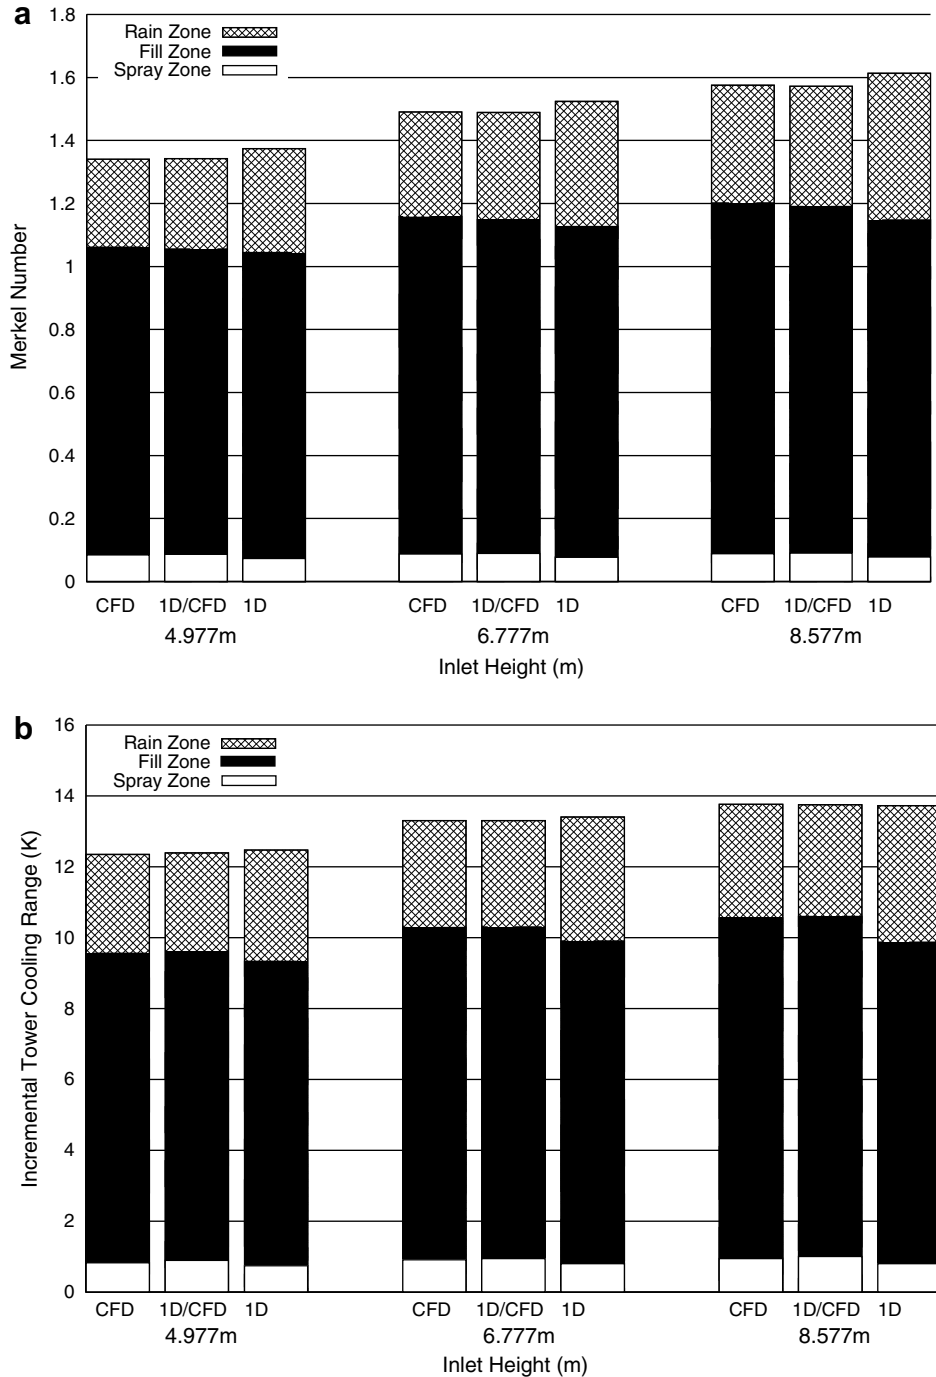 a
1.8
Rain Zone
Fill Zone
Spray Zone
1.6
1.4
1.2
1
0.8
0.6
0.4
0.2
0
Merkel Number
CFD 1D/CFD 1D CFD 1D/CFD 1D CFD 1D/CFD 1D
4.977m 6.777m 8.577m
Inlet Height (m)
b
16
Rain Zone
Fill Zone
Spray Zone
14
12
10
8
6
4
2
0
Incremental Tower Cooling Range (K)
CFD 1D/CFD 1D CFD 1D/CFD 1D CFD 1D/CFD 1D
4.977m 6.777m 8.577m
Inlet Height (m)